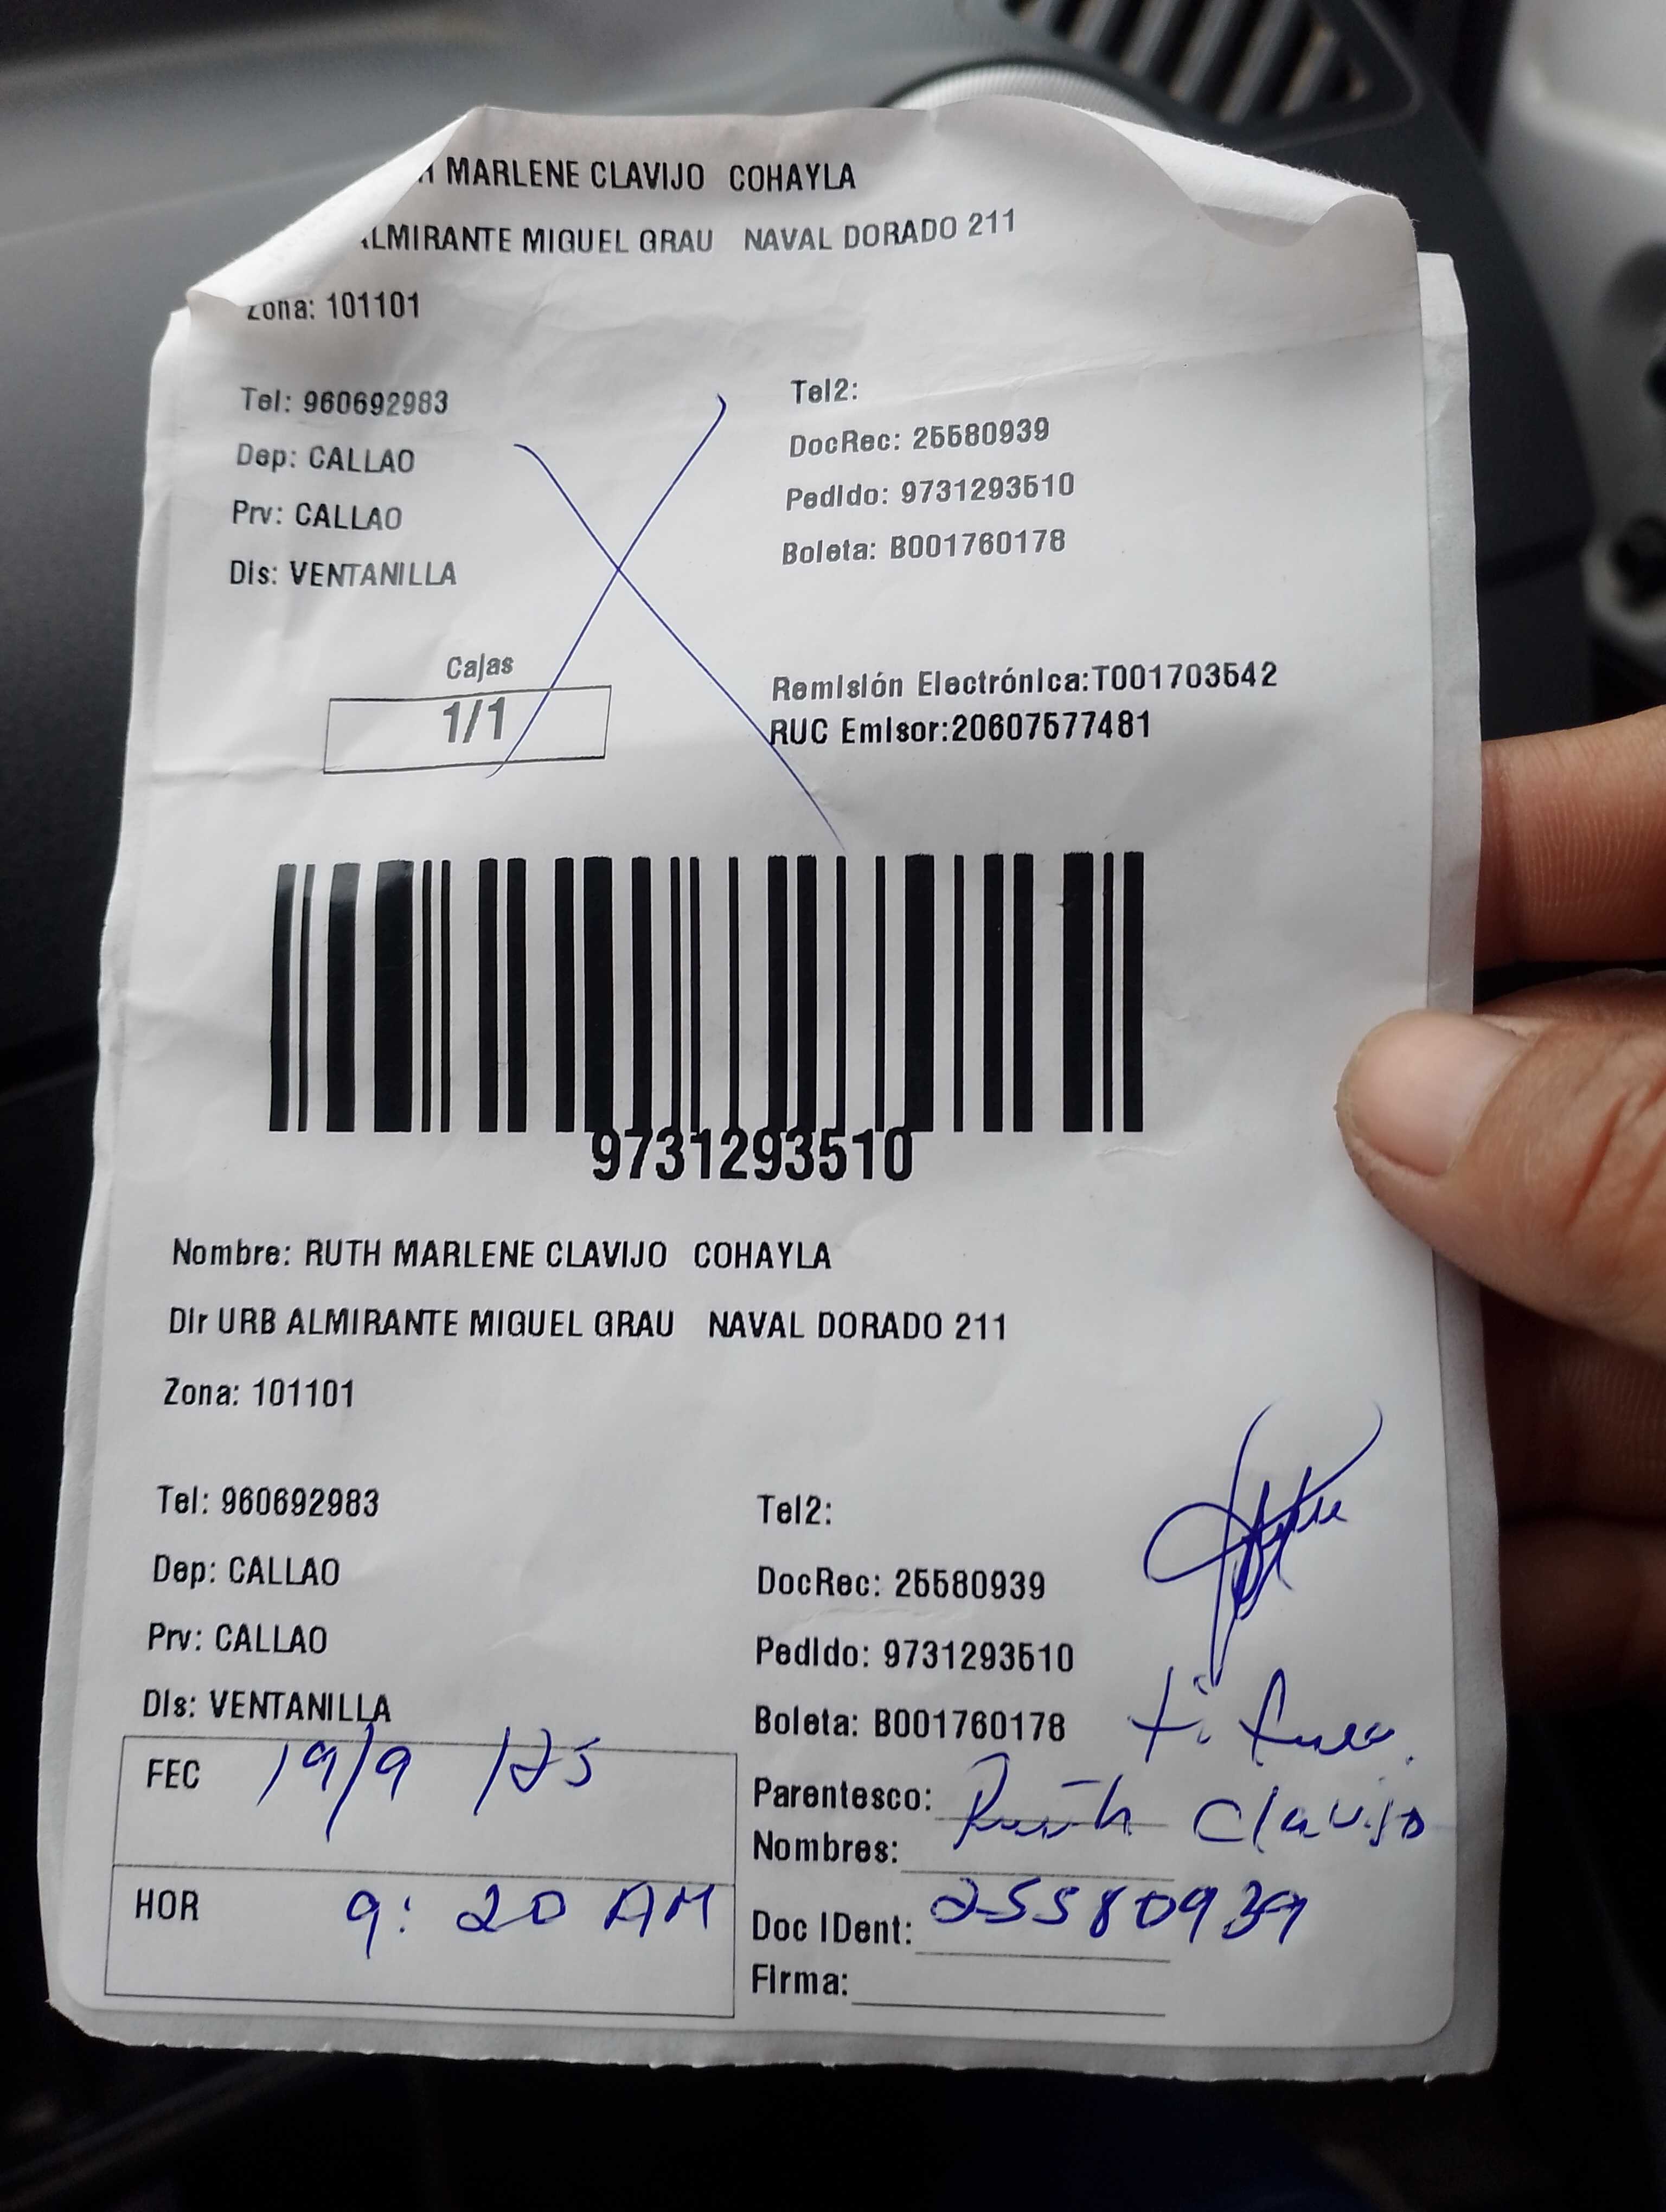 MARLENE CLAVIJO COHAYLA
ALMIRANTE MIGUEL GRAU NAVAL DORADO 211
Zona: 101101
Tel: 960692983
Tel2:
Dep: CALLAO
DocRec: 25580939
Prv: CALLAO
Pedido: 9731293510
Dis: VENTANILLA
Boleta: B001760178
Cajas
1/1
Remisión Electrónica:T001703542
RUC Emisor:20607577481
9731293510
Nombre: RUTH MARLENE CLAVIJO COHAYLA
Dir URB ALMIRANTE MIGUEL GRAU NAVAL DORADO 211
Zona: 101101
Tel: 960692983
Tel2:
Dep: CALLAO
DocRec: 25580939
Prv: CALLAO
Pedido: 9731293510
Dis: VENTANILLA
Boleta: B001760178
FEC 19/9/25
Parentesco:
Nombres: Ruth Clavijo
HOR 9:20 AM
Doc IDent: 25580939
Firma: